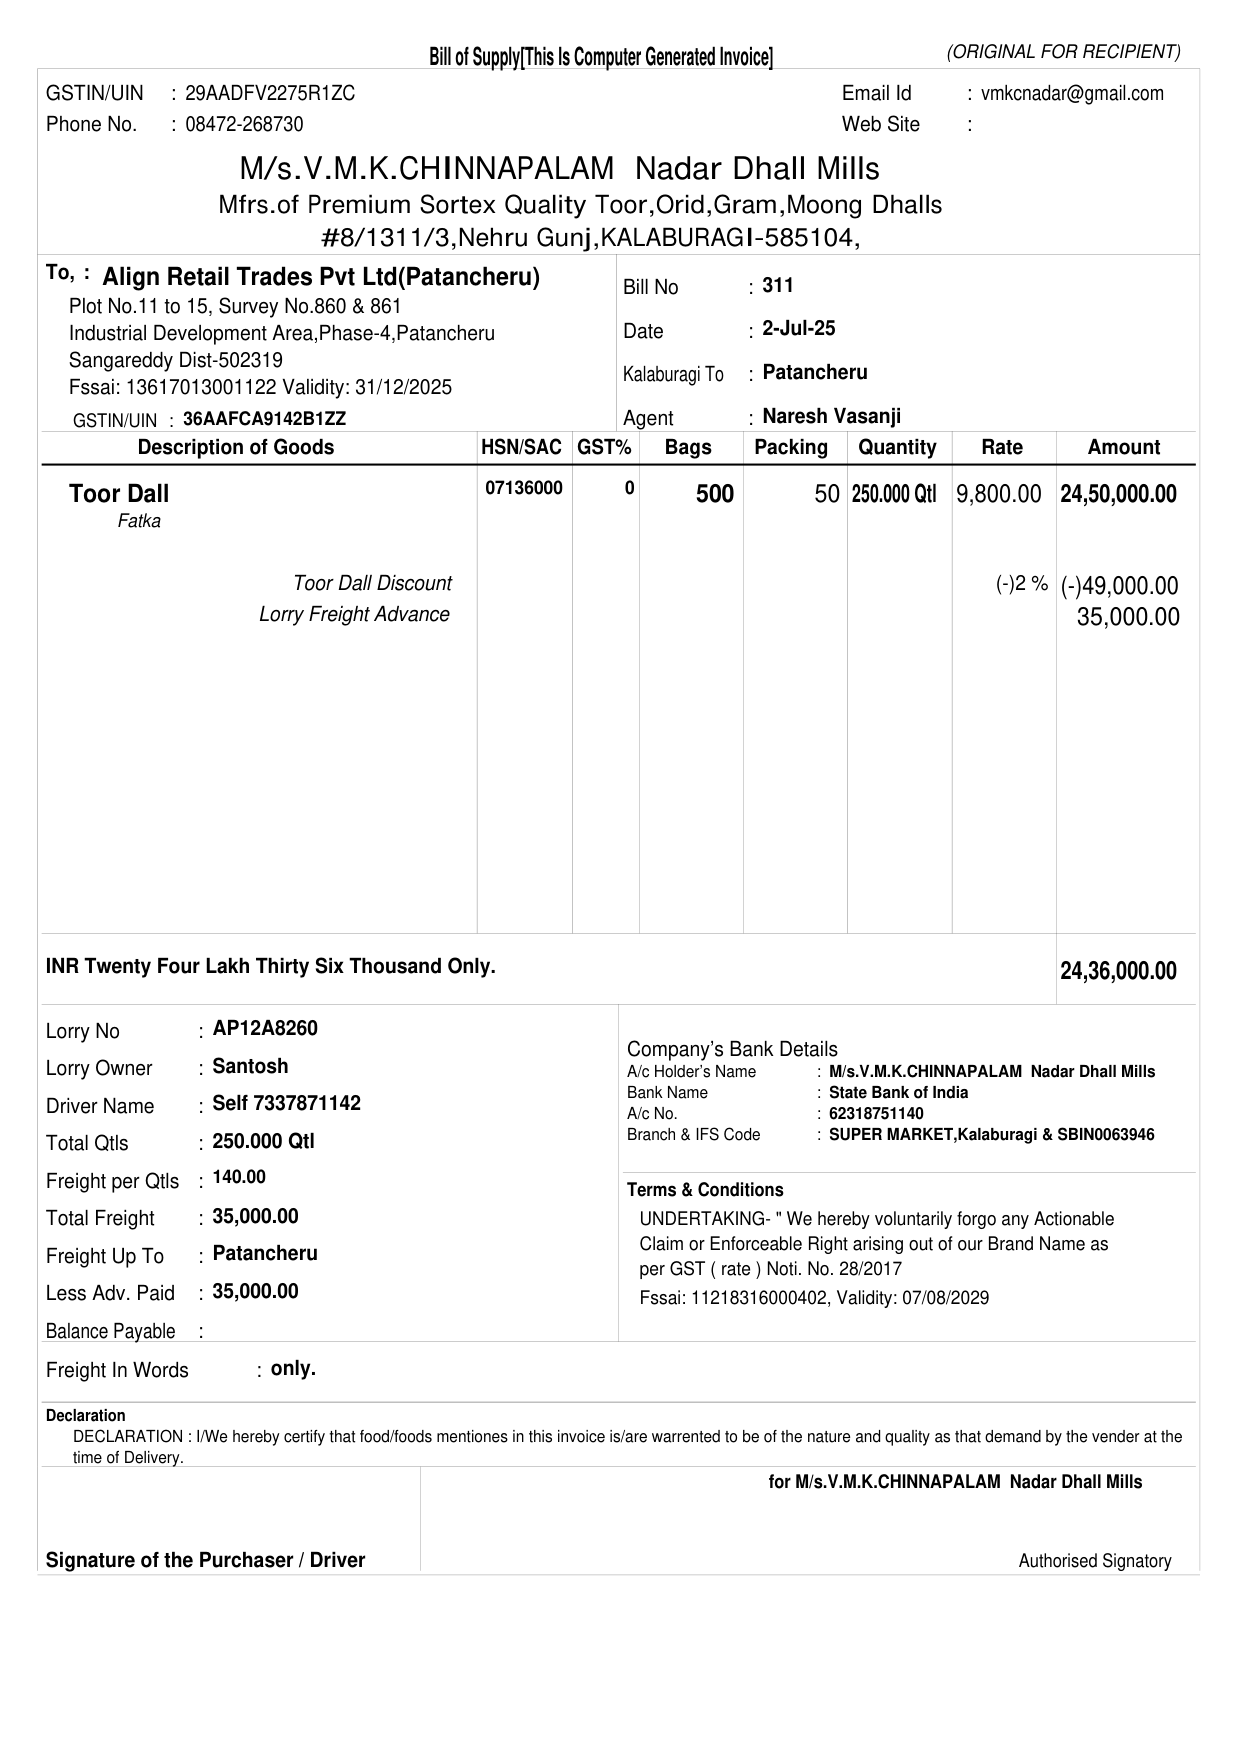 Bill of Supply[This Is Computer Generated Invoice]
(ORIGINAL FOR RECIPIENT)
GSTIN/UIN : 29AADFV2275R1ZC
Email Id : vmkcnadar@gmail.com
Phone No. : 08472-268730
Web Site :
M/s.V.M.K.CHINNAPALAM Nadar Dhall Mills
Mfrs.of Premium Sortex Quality Toor,Orid,Gram,Moong Dhalls
#8/1311/3,Nehru Gunj,KALABURAGI-585104,
To, : Align Retail Trades Pvt Ltd(Patancheru)
Plot No.11 to 15, Survey No.860 & 861
Industrial Development Area,Phase-4,Patancheru
Sangareddy Dist-502319
Fssai: 13617013001122 Validity: 31/12/2025
GSTIN/UIN : 36AAFCA9142B1ZZ
Bill No : 311
Date : 2-Jul-25
Kalaburagi To : Patancheru
Agent : Naresh Vasanji
Description of Goods HSN/SAC GST% Bags Packing Quantity Rate Amount
Toor Dall 07136000 0 500 50 250.000 Qtl 9,800.00 24,50,000.00
Fatka
Toor Dall Discount (-)2 % (-)49,000.00
Lorry Freight Advance 35,000.00
INR Twenty Four Lakh Thirty Six Thousand Only. 24,36,000.00
Lorry No : AP12A8260
Lorry Owner : Santosh
Driver Name : Self 7337871142
Total Qtls : 250.000 Qtl
Freight per Qtls : 140.00
Total Freight : 35,000.00
Freight Up To : Patancheru
Less Adv. Paid : 35,000.00
Balance Payable :
Company's Bank Details
A/c Holder's Name : M/s.V.M.K.CHINNAPALAM Nadar Dhall Mills
Bank Name : State Bank of India
A/c No. : 62318751140
Branch & IFS Code : SUPER MARKET,Kalaburagi & SBIN0063946
Terms & Conditions
UNDERTAKING- " We hereby voluntarily forgo any Actionable
Claim or Enforceable Right arising out of our Brand Name as
per GST ( rate ) Noti. No. 28/2017
Fssai: 11218316000402, Validity: 07/08/2029
Freight In Words : only.
Declaration
DECLARATION : I/We hereby certify that food/foods mentiones in this invoice is/are warrented to be of the nature and quality as that demand by the vender at the
time of Delivery.
for M/s.V.M.K.CHINNAPALAM Nadar Dhall Mills
Signature of the Purchaser / Driver
Authorised Signatory